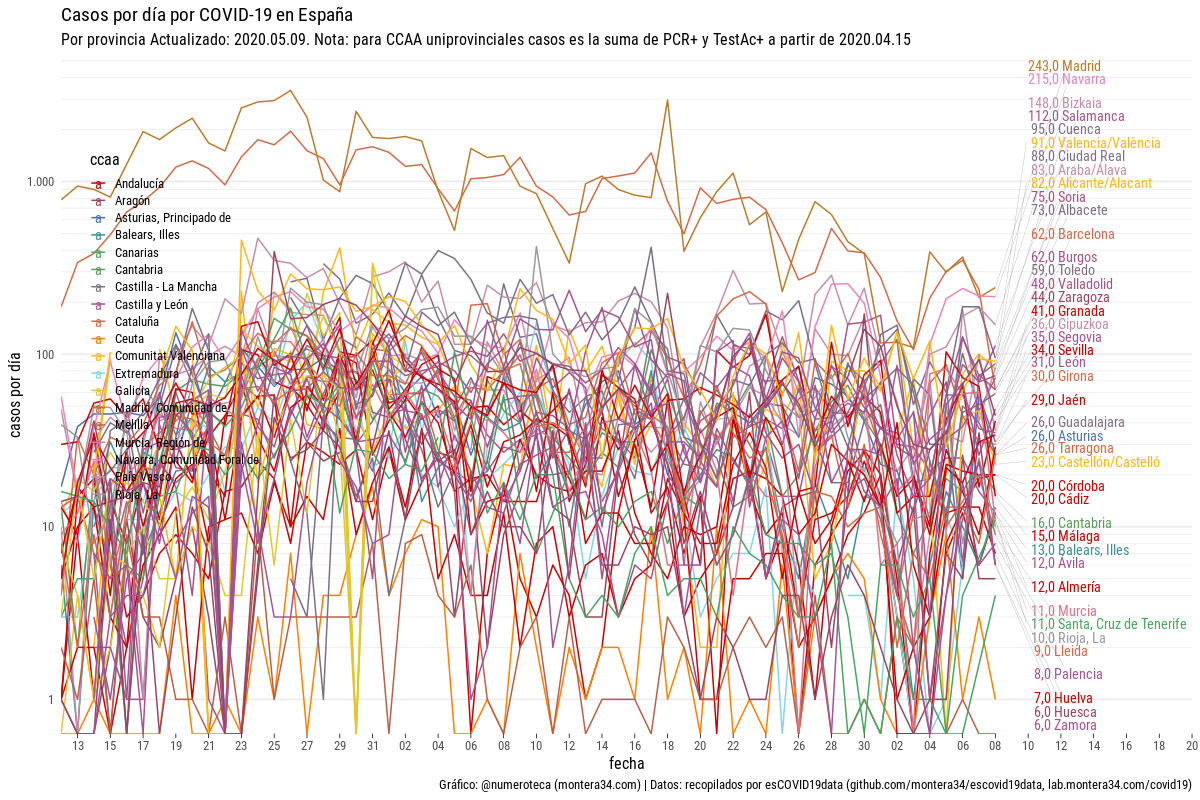 Casos por día por COVID-19 en España
Por provincia Actualizado: 2020.05.09. Nota: para CCAA uniprovinciales casos es la suma de PCR+ y TestAc+ a partir de 2020.04.15
243,0 Madrid
215,0 Navarra
148,0 Bizkaia
112,0 Salamanca
95,0 Cuenca
91,0 Valencia/València
88,0 Ciudad Real
83,0 Araba/Álava
82,0 Alicante/Alacant
75,0 Soria
73,0 Albacete
62,0 Barcelona
62,0 Burgos
59,0 Toledo
48,0 Valladolid
44,0 Zaragoza
41,0 Granada
36,0 Gipuzkoa
35,0 Segovia
34,0 Sevilla
31,0 León
30,0 Girona
29,0 Jaén
26,0 Guadalajara
26,0 Asturias
26,0 Tarragona
23,0 Castellón/Castelló
20,0 Córdoba
20,0 Cádiz
16,0 Cantabria
15,0 Málaga
13,0 Balears, Illes
12,0 Ávila
12,0 Almería
11,0 Murcia
11,0 Santa, Cruz de Tenerife
10,0 Rioja, La
9,0 Lleida
8,0 Palencia
7,0 Huelva
6,0 Huesca
6,0 Zamora
ccaa
Andalucía
Aragón
Asturias, Principado de
Balears, Illes
Canarias
Cantabria
Castilla - La Mancha
Castilla y León
Cataluña
Ceuta
Comunitat Valenciana
Extremadura
Galicia
Madrid, Comunidad de
Melilla
Murcia, Región de
Navarra, Comunidad Foral de
País Vasco
Rioja, La
casos por día
1.000
100
10
1
13 15 17 19 21 23 25 27 29 31 02 04 06 08 10 12 14 16 18 20 22 24 26 28 30 02 04 06 08 10 12 14 16 18 20
fecha
Gráfico: @numeroteca (montera34.com) | Datos: recopilados por esCOVID19data (github.com/montera34/escovid19data, lab.montera34.com/covid19)